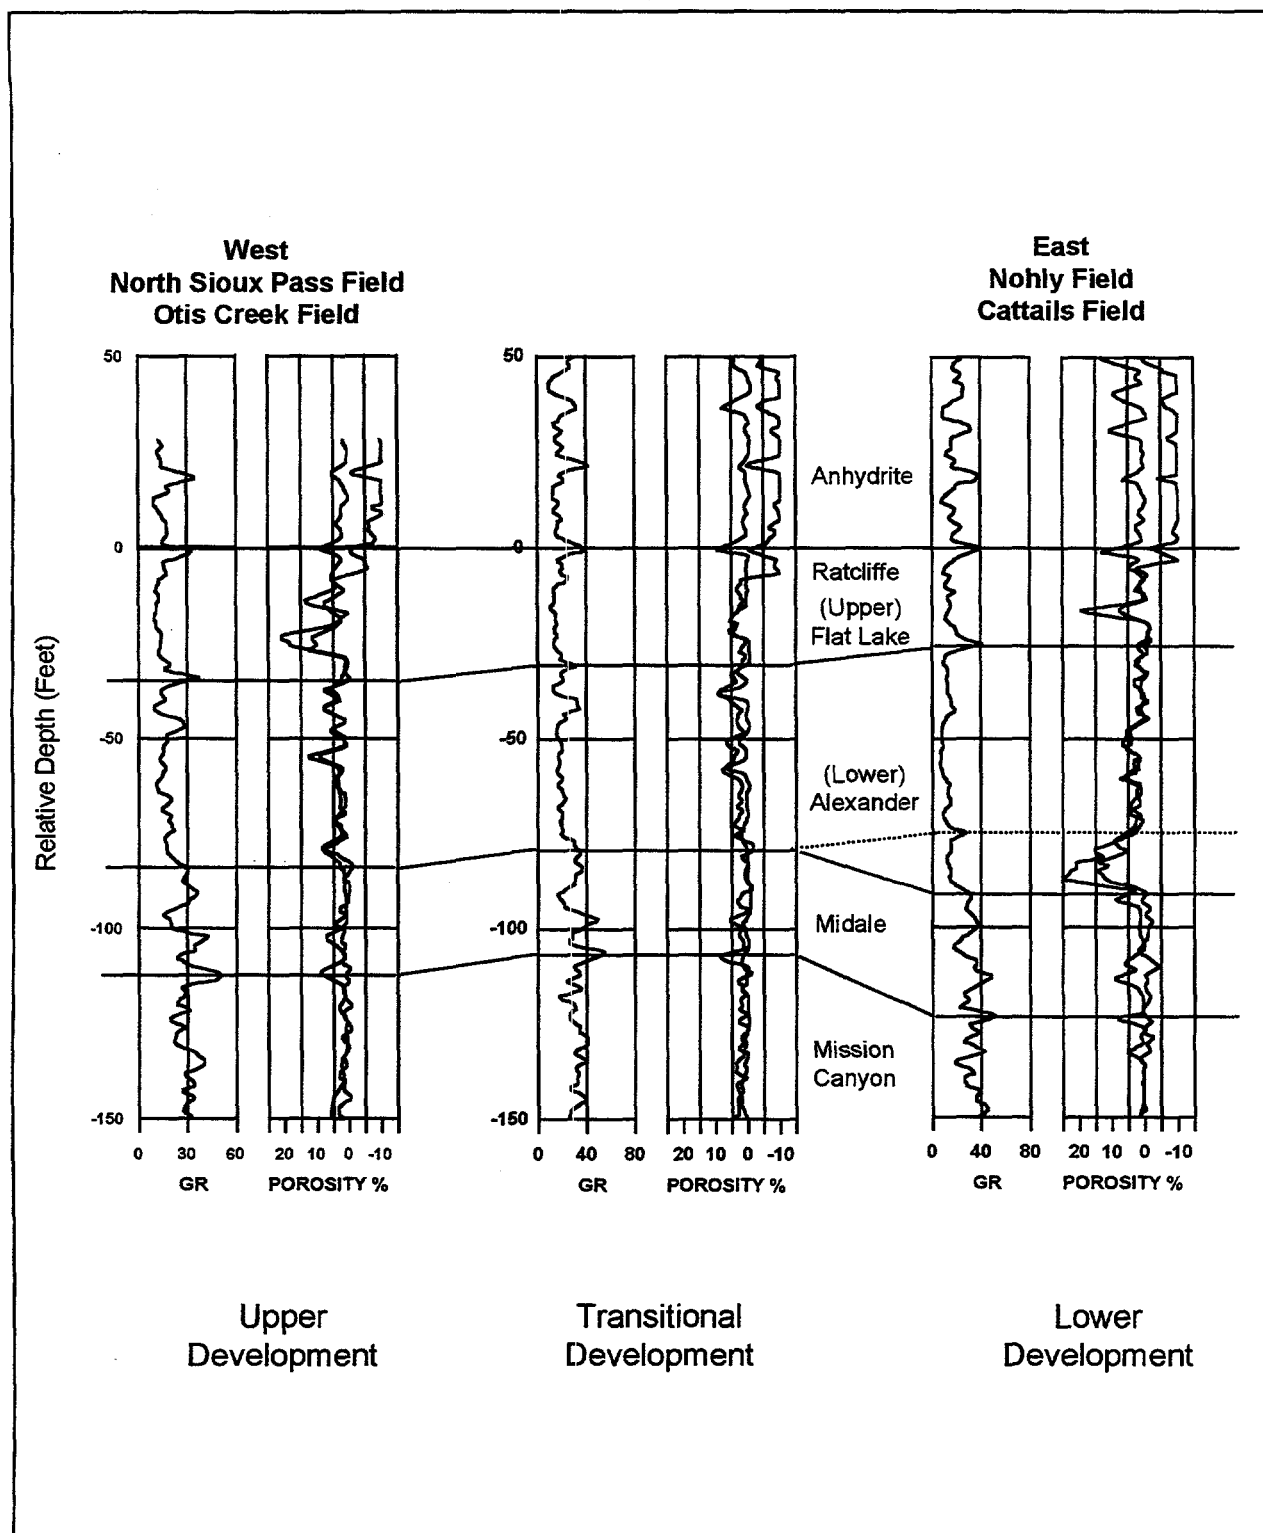 West
North Sioux Pass Field
Otis Creek Field
East
Nohly Field
Cattails Field
Relative Depth (Feet)
50
0
-50
-100
-150
50
0
-50
-100
-150
Anhydrite
Ratcliffe
(Upper)
Flat Lake
(Lower)
Alexander
Midale
Mission
Canyon
0 30 60 20 10 0 -10
GR POROSITY %
0 40 80 20 10 0 -10
GR POROSITY %
0 40 80 20 10 0 -10
GR POROSITY %
Upper
Development
Transitional
Development
Lower
Development